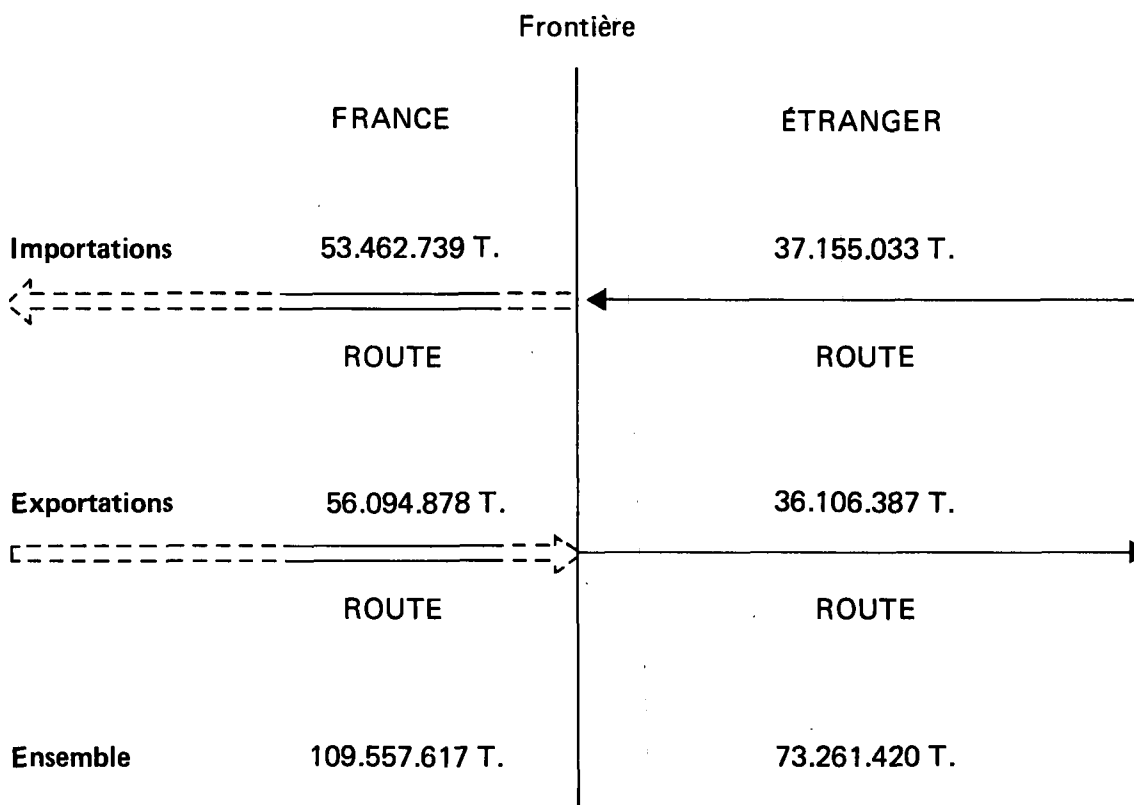 Frontière
FRANCE ÉTRANGER
Importations 53.462.739 T. 37.155.033 T.
ROUTE ROUTE
Exportations 56.094.878 T. 36.106.387 T.
ROUTE ROUTE
Ensemble 109.557.617 T. 73.261.420 T.